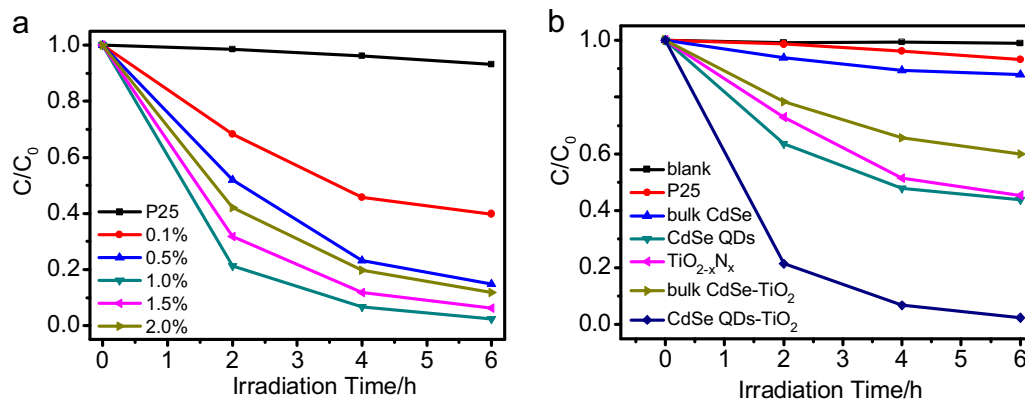 a
1.0
0.8
0.6
0.4
0.2
0.0
C/C₀
P25
0.1%
0.5%
1.0%
1.5%
2.0%
0 1 2 3 4 5 6
Irradiation Time/h
b
1.0
0.8
0.6
0.4
0.2
0.0
C/C₀
blank
P25
bulk CdSe
CdSe QDs
TiO₂₋ₓNₓ
bulk CdSe-TiO₂
CdSe QDs-TiO₂
0 1 2 3 4 5 6
Irradiation Time/h